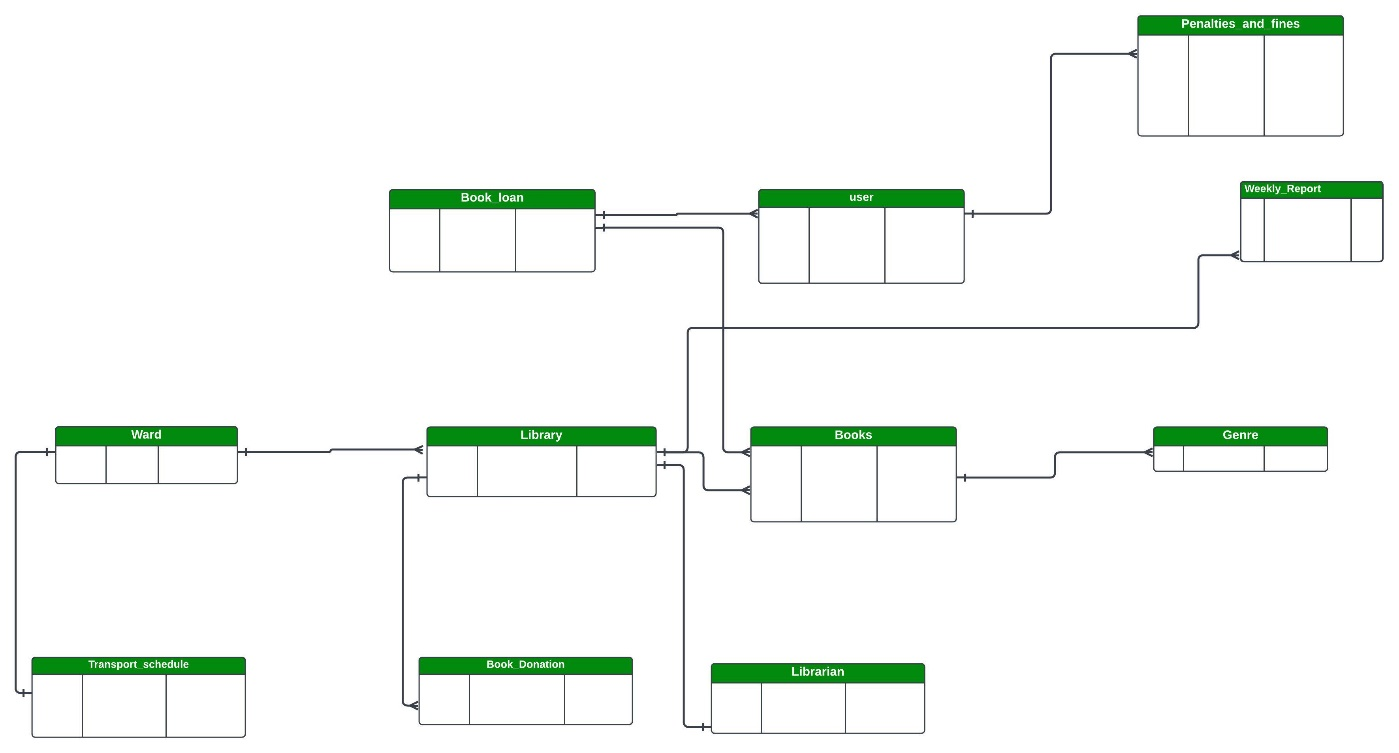 Penalties_and_fines
Weekly_Report
Book_loan
user
Ward
Library
Books
Genre
Transport_schedule
Book_Donation
Librarian